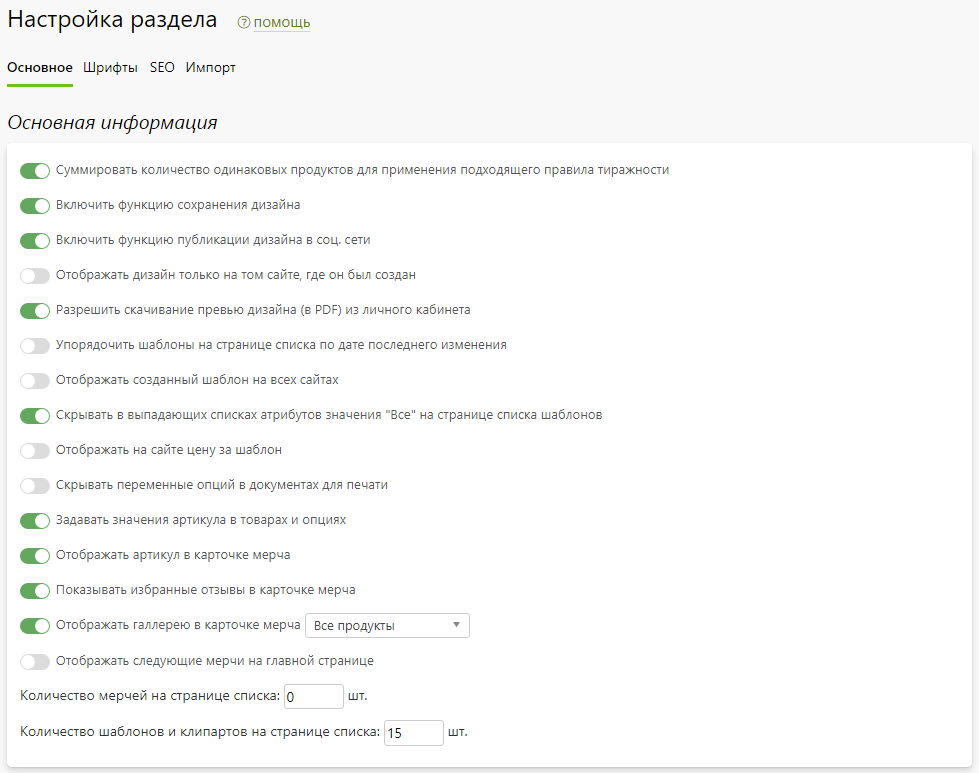 Настройка раздела ? помощь
Основное Шрифты SEO Импорт
Основная информация
Суммировать количество одинаковых продуктов для применения подходящего правила тиражности
Включить функцию сохранения дизайна
Включить функцию публикации дизайна в соц. сети
Отображать дизайн только на том сайте, где он был создан
Разрешить скачивание превью дизайна (в PDF) из личного кабинета
Упорядочить шаблоны на странице списка по дате последнего изменения
Отображать созданный шаблон на всех сайтах
Скрывать в выпадающих списках атрибутов значения "Все" на странице списка шаблонов
Отображать на сайте цену за шаблон
Скрывать переменные опций в документах для печати
Задавать значения артикула в товарах и опциях
Отображать артикул в карточке мерча
Показывать избранные отзывы в карточке мерча
Отображать галлерею в карточке мерча Все продукты
Отображать следующие мерчи на главной странице
Количество мерчей на странице списка: 0 шт.
Количество шаблонов и клипартов на странице списка: 15 шт.